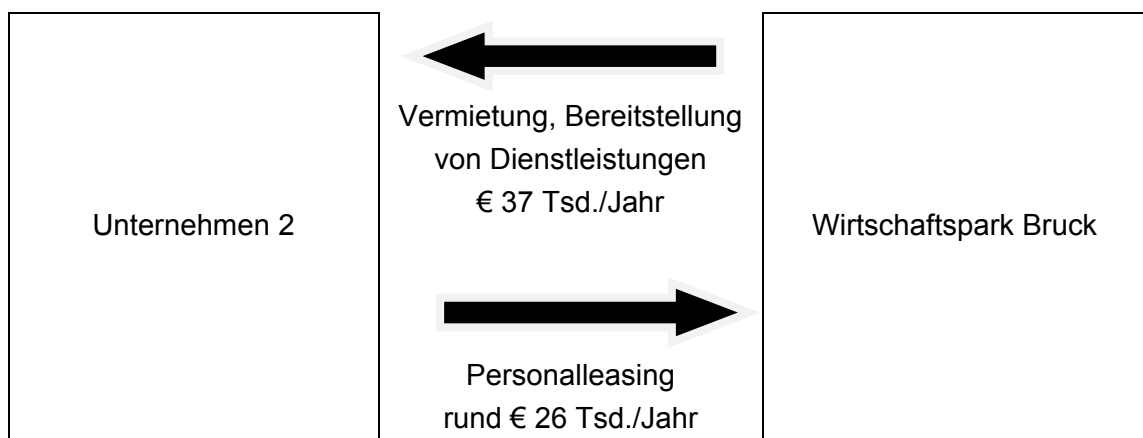 Unternehmen 2
Vermietung, Bereitstellung
von Dienstleistungen
€ 37 Tsd./Jahr
Personalleasing
rund € 26 Tsd./Jahr
Wirtschaftspark Bruck